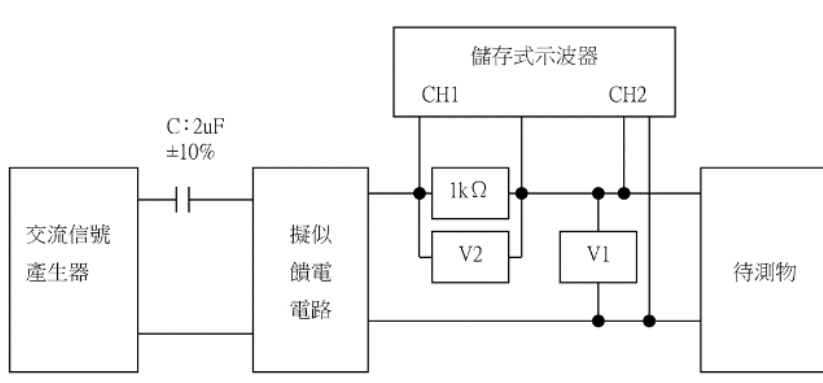 儲存式示波器
CH1 CH2
C：2uF
±10%
交流信號
產生器
擬似
饋電
電路
1kΩ
V2
V1
待測物